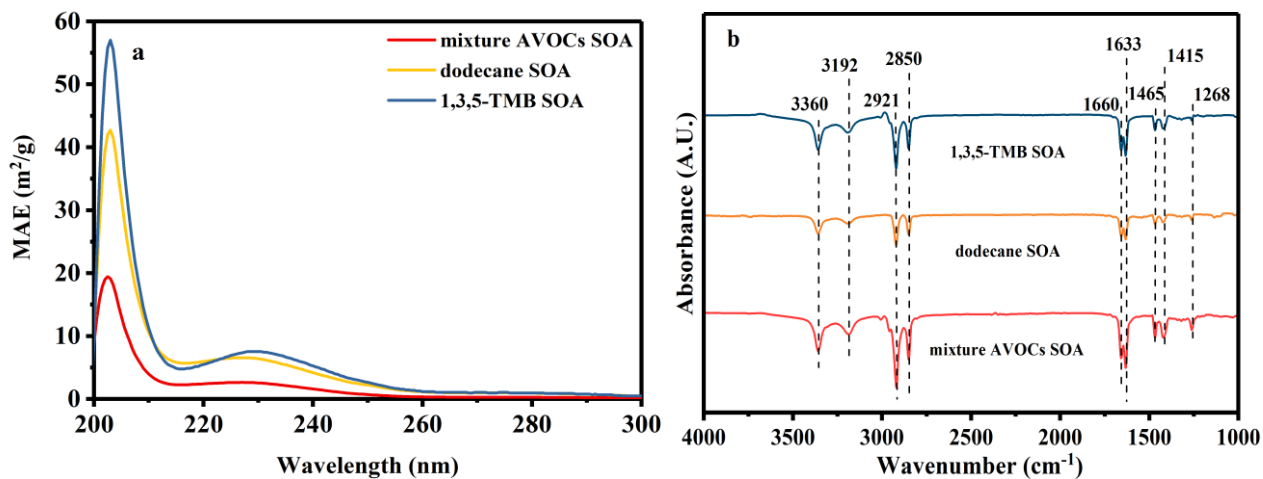 a
mixture AVOCs SOA
dodecane SOA
1,3,5-TMB SOA
MAE (m²/g)
60
50
40
30
20
10
0
200
220
240
260
280
300
Wavelength (nm)
b
3360
3192
2921
2850
1660
1633
1465
1415
1268
1,3,5-TMB SOA
dodecane SOA
mixture AVOCs SOA
Absorbance (A.U.)
4000
3500
3000
2500
2000
1500
1000
Wavenumber (cm⁻¹)